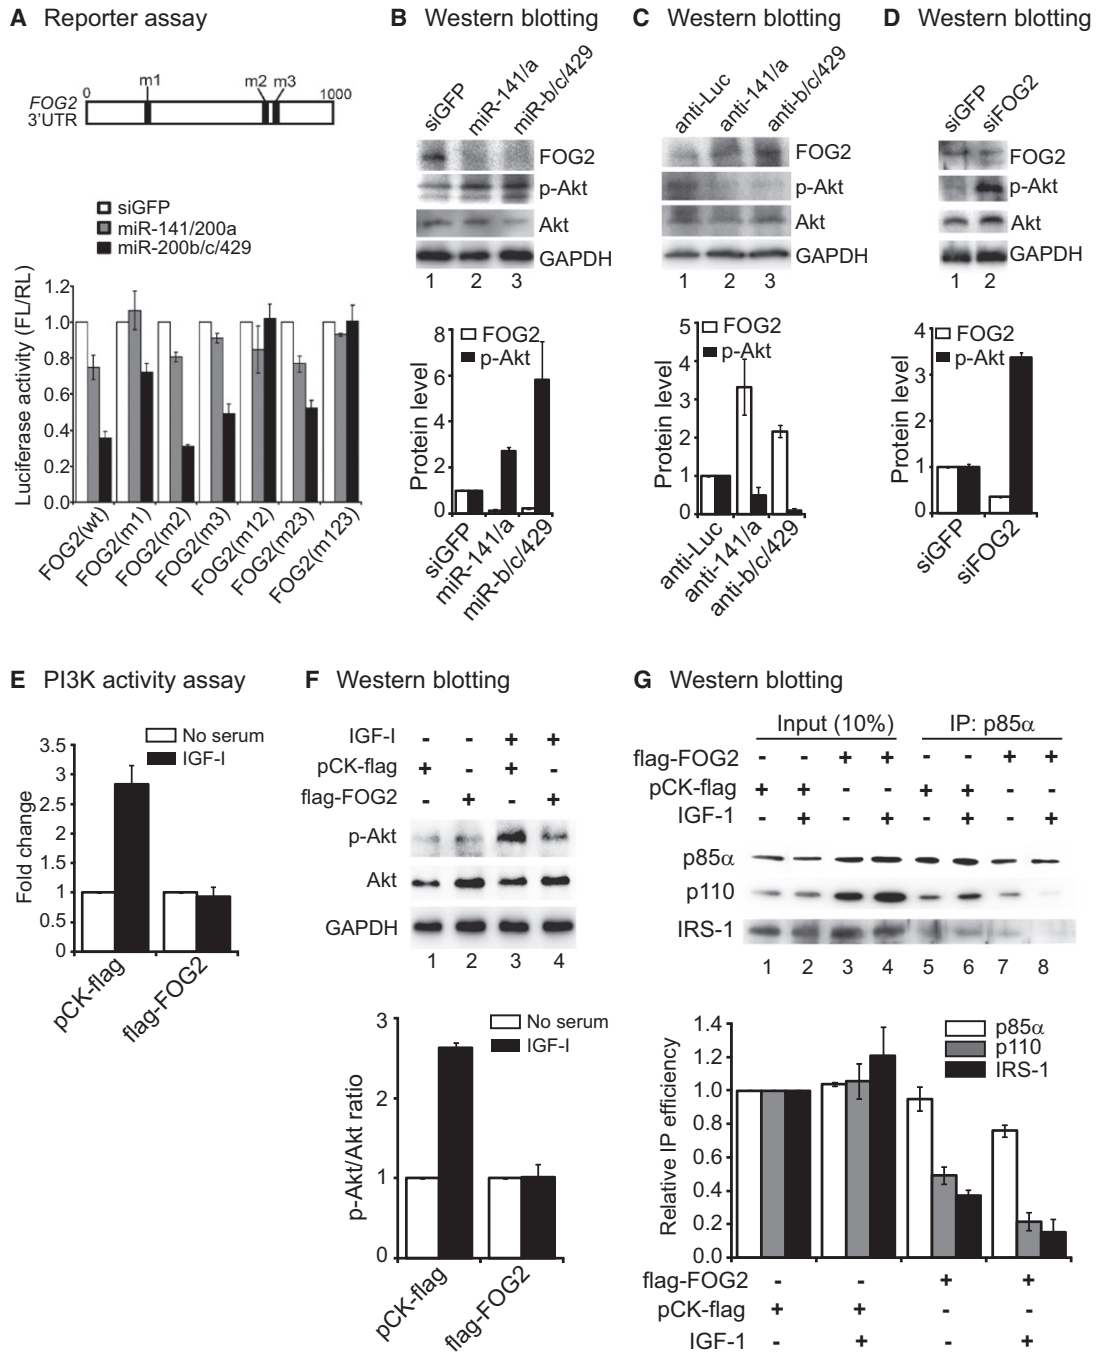 A Reporter assay
0
m1
m2
m3
1000
FOG2
3'UTR
siGFP
miR-141/200a
miR-200b/c/429
Luciferase activity (FL/RL)
1.2
1.0
0.8
0.6
0.4
0.2
0.0
FOG2(wt)
FOG2(m1)
FOG2(m2)
FOG2(m3)
FOG2(m12)
FOG2(m23)
FOG2(m123)
B Western blotting
siGFP
miR-141/a
miR-b/c/429
FOG2
p-Akt
Akt
GAPDH
1 2 3
Protein level
8
6
4
2
0
FOG2
p-Akt
siGFP
miR-141/a
miR-b/c/429
C Western blotting
anti-Luc
anti-141/a
anti-b/c/429
FOG2
p-Akt
Akt
GAPDH
1 2 3
Protein level
5
4
3
2
1
0
FOG2
p-Akt
anti-Luc
anti-141/a
anti-b/c/429
D Western blotting
siGFP
siFOG2
FOG2
p-Akt
Akt
GAPDH
1 2
Protein level
4
3
2
1
0
FOG2
p-Akt
siGFP
siFOG2
E PI3K activity assay
No serum
IGF-I
Fold change
3.5
3
2.5
2
1.5
1
0.5
0
pCK-flag
flag-FOG2
F Western blotting
IGF-I - - + +
pCK-flag + - + -
flag-FOG2 - + - +
p-Akt
Akt
GAPDH
1 2 3 4
No serum
IGF-I
p-Akt/Akt ratio
3
2
1
0
pCK-flag
flag-FOG2
G Western blotting
Input (10%) IP: p85α
flag-FOG2 - - + + - - + +
pCK-flag + + - - + + - -
IGF-1 - + - + - + - +
p85α
p110
IRS-1
1 2 3 4 5 6 7 8
p85α
p110
IRS-1
Relative IP efficiency
1.4
1.2
1.0
0.8
0.6
0.4
0.2
0.0
flag-FOG2 - - + +
pCK-flag + + - -
IGF-1 - + - +